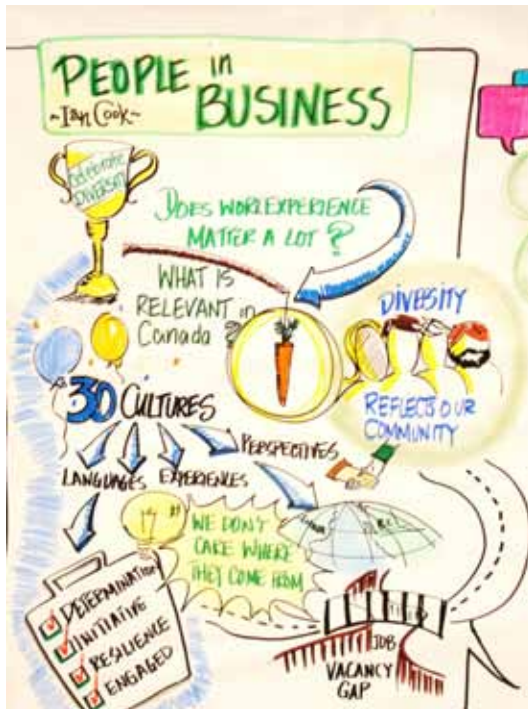 PEOPLE in
BUSINESS
~Ian Cook~
Celebrate
DIVERSITY
DOES WORK EXPERIENCE
MATTER A LOT?
WHAT IS
RELEVANT in
Canada?
DIVERSITY
REFLECTS OUR
COMMUNITY
30 CULTURES
LANGUAGES
EXPERIENCES
PERSPECTIVES
WE DON'T
CARE WHERE
THEY COME FROM
DETERMINATION
INITIATIVE
RESILIENCE
ENGAGED
JOB
VACANCY
GAP